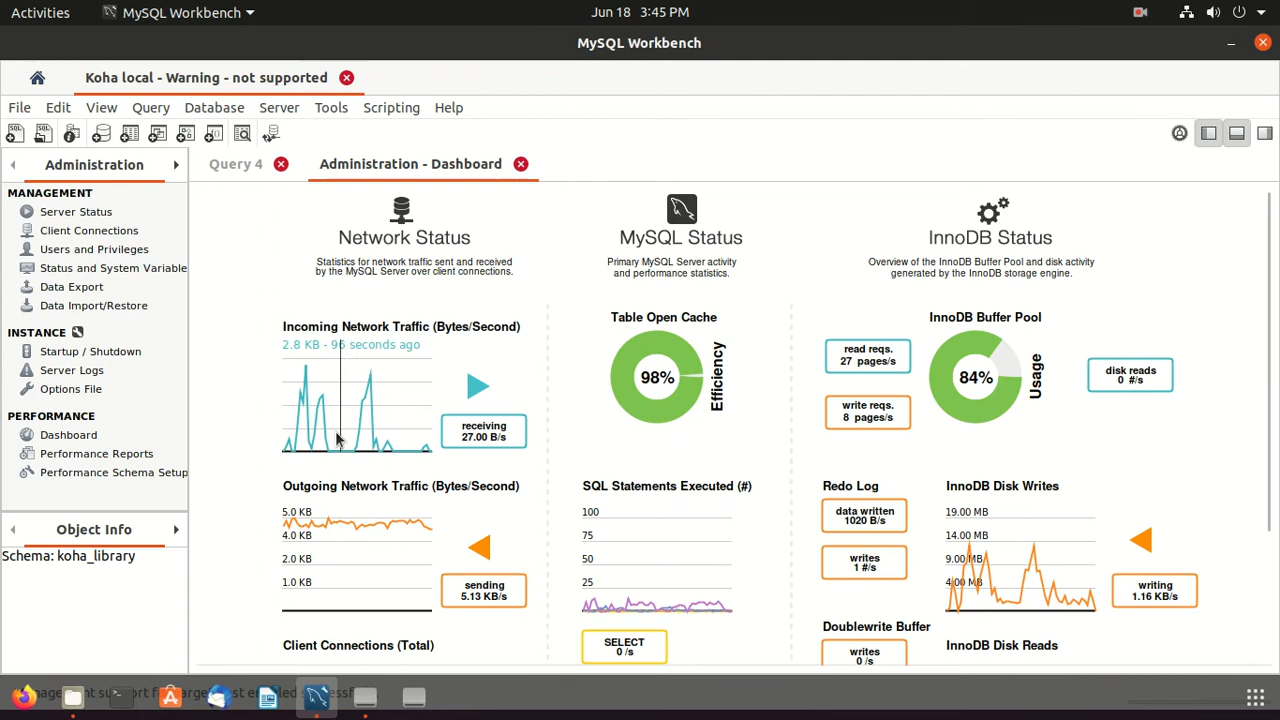 Activities
MySQL Workbench
Jun 18 3:45 PM
MySQL Workbench
Koha local - Warning - not supported
File Edit View Query Database Server Tools Scripting Help
Administration
Query 4
Administration - Dashboard
MANAGEMENT
Server Status
Client Connections
Users and Privileges
Status and System Variable
Data Export
Data Import/Restore
INSTANCE
Startup / Shutdown
Server Logs
Options File
PERFORMANCE
Dashboard
Performance Reports
Performance Schema Setup
Object Info
Schema: koha_library
Network Status
Statistics for network traffic sent and received
by the MySQL Server over client connections.
Incoming Network Traffic (Bytes/Second)
2.8 KB - 96 seconds ago
receiving
27.00 B/s
Outgoing Network Traffic (Bytes/Second)
5.0 KB
4.0 KB
2.0 KB
1.0 KB
sending
5.13 KB/s
Client Connections (Total)
MySQL Status
Primary MySQL Server activity
and performance statistics.
Table Open Cache
98%
Efficiency
SQL Statements Executed (#)
100
75
50
25
SELECT
0 /s
InnoDB Status
Overview of the InnoDB Buffer Pool and disk activity
generated by the InnoDB storage engine.
InnoDB Buffer Pool
read reqs.
27 pages/s
write reqs.
8 pages/s
84%
Usage
disk reads
0 #/s
Redo Log
data written
1020 B/s
writes
1 #/s
InnoDB Disk Writes
19.00 MB
14.00 MB
9.00 MB
4.00 MB
writing
1.16 KB/s
Doublewrite Buffer
writes
0 /s
InnoDB Disk Reads